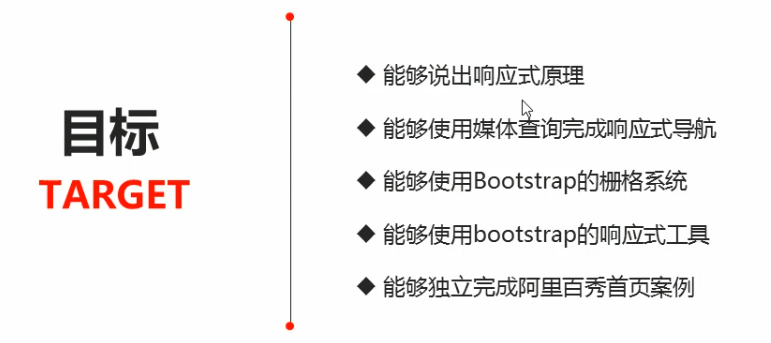 目标
TARGET
能够说出响应式原理
能够使用媒体查询完成响应式导航
能够使用Bootstrap的栅格系统
能够使用bootstrap的响应式工具
能够独立完成阿里百秀首页案例